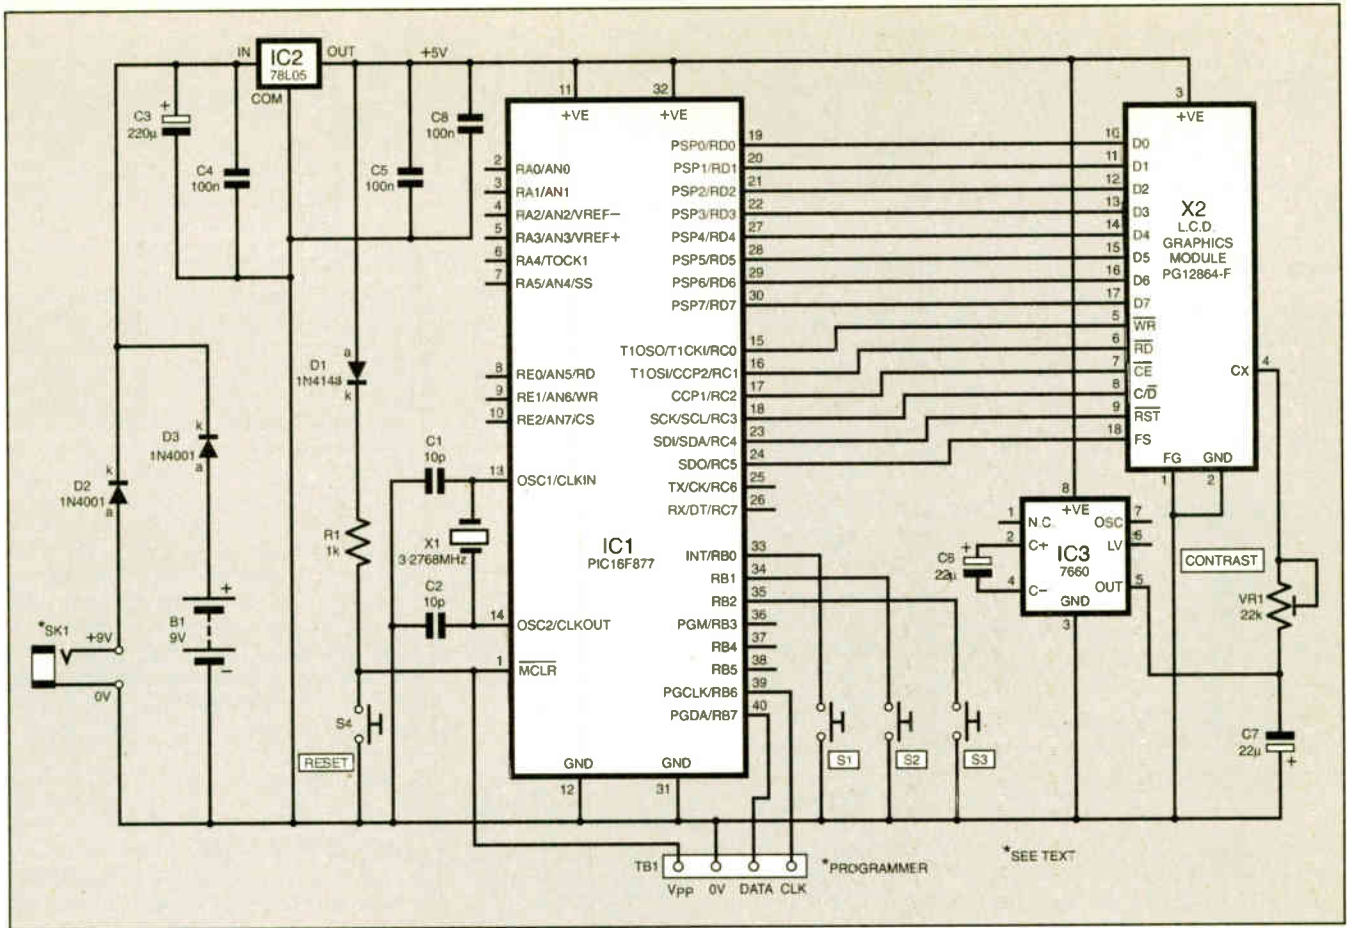 IN
IC2
78L05
OUT
COM
+5V
C3
220µ
+
C4
100n
C5
100n
C8
100n
D1
1N4148
a
k
D3
1N4001
k
a
D2
1N4001
k
a
R1
1k
C1
10p
X1
3·2768MHz
C2
10p
B1
9V
+
−
*SK1
+9V
0V
S4
RESET
IC1
PIC16F877
11
+VE
32
+VE
2 RA0/AN0
3 RA1/AN1
4 RA2/AN2/VREF−
5 RA3/AN3/VREF+
6 RA4/TOCK1
7 RA5/AN4/SS
8 RE0/AN5/RD
9 RE1/AN6/WR
10 RE2/AN7/CS
13 OSC1/CLKIN
14 OSC2/CLKOUT
1 MCLR
GND
12
GND
31
PSP0/RD0 19
PSP1/RD1 20
PSP2/RD2 21
PSP3/RD3 22
PSP4/RD4 27
PSP5/RD5 28
PSP6/RD6 29
PSP7/RD7 30
T1OSO/T1CKI/RC0 15
T1OSI/CCP2/RC1 16
CCP1/RC2 17
SCK/SCL/RC3 18
SDI/SDA/RC4 23
SDO/RC5 24
TX/CK/RC6 25
RX/DT/RC7 26
INT/RB0 33
RB1 34
RB2 35
PGM/RB3 36
RB4 37
RB5 38
PGCLK/RB6 39
PGDA/RB7 40
S1
S2
S3
3
+VE
X2
L.C.D.
GRAPHICS
MODULE
PG12864-F
10 D0
11 D1
12 D2
13 D3
14 D4
15 D5
16 D6
17 D7
5 WR
6 RD
7 CE
8 C/D
9 RST
18 FS
CX 4
FG
1
GND
2
IC3
7660
8
+VE
1 N.C.
2 C+
4 C−
OSC 7
LV 6
OUT 5
GND
3
C6
22µ
+
CONTRAST
VR1
22k
C7
22µ
+
*SEE TEXT
TB1
VPP 0V DATA CLK
*PROGRAMMER